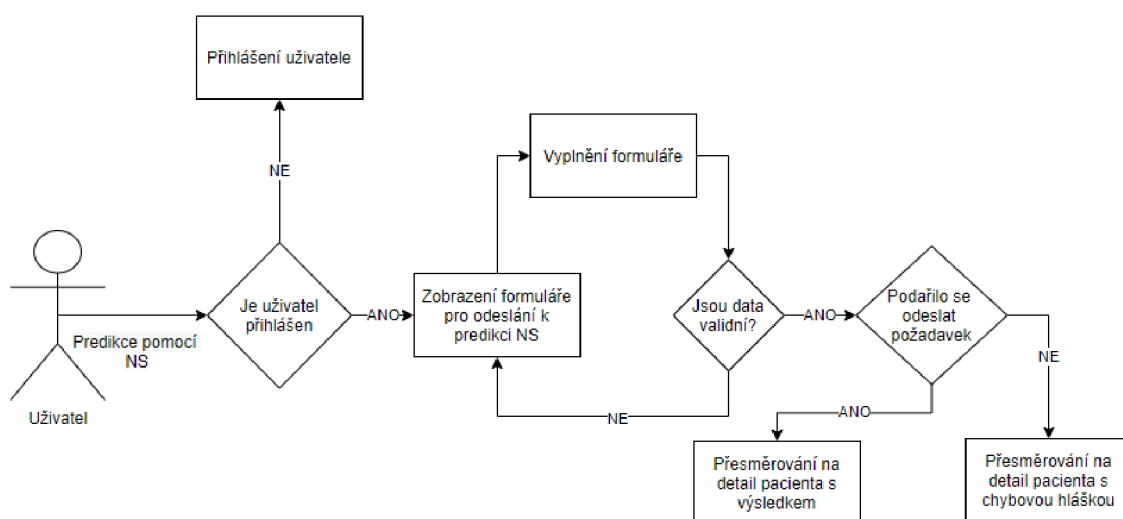 Přihlášení uživatele
NE
Vyplnění formuláře
Predikce pomocí
NS
Uživatel
Je uživatel
přihlášen
ANO
Zobrazení formuláře
pro odeslání k
predikci NS
Jsou data
validní?
NE
ANO
Podařilo se
odeslat
požadavek
ANO
NE
Přesměrování na
detail pacienta s
výsledkem
Přesměrování na
detail pacienta s
chybovou hláškou